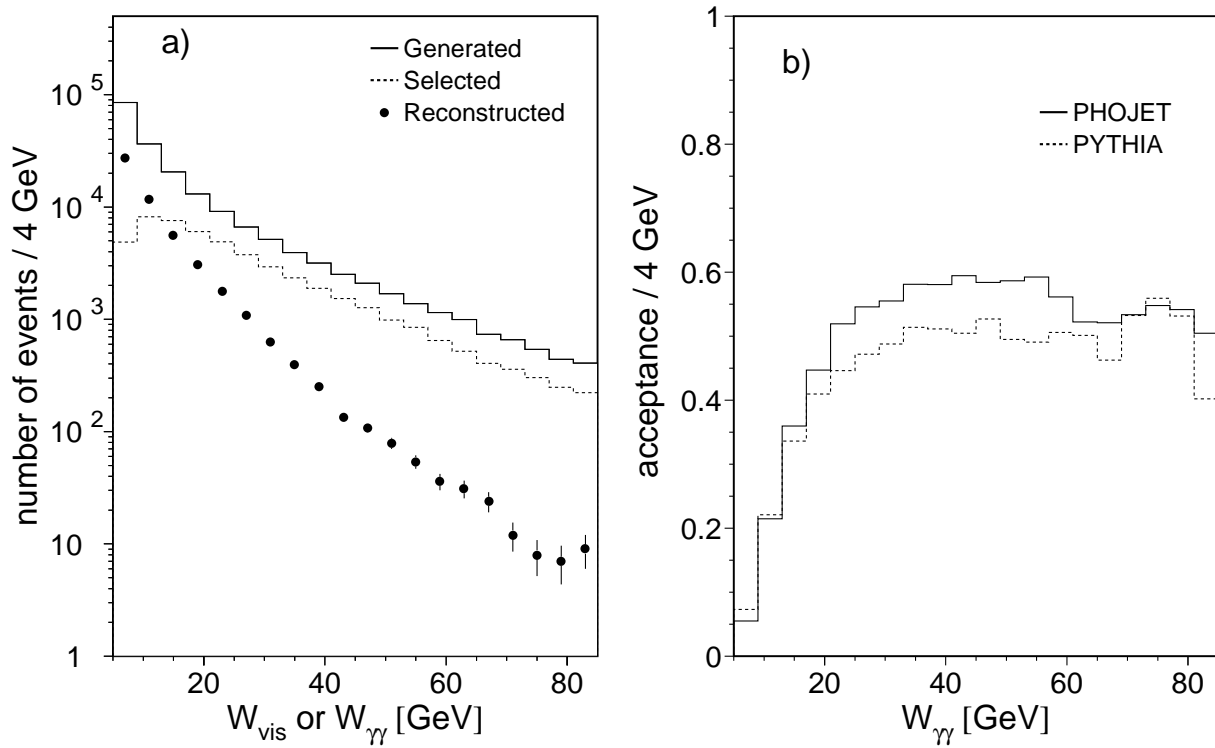 a)
Generated
Selected
Reconstructed
number of events / 4 GeV
10^5
10^4
10^3
10^2
10
1
20 40 60 80
W_vis or W_γγ [GeV]
b)
PHOJET
PYTHIA
acceptance / 4 GeV
1
0.8
0.6
0.4
0.2
0
20 40 60 80
W_γγ [GeV]